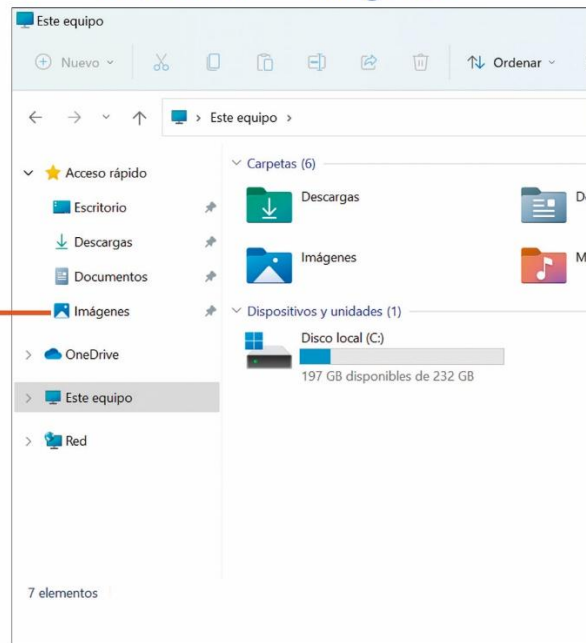 Este equipo
Nuevo
Ordenar
Este equipo
Acceso rápido
Escritorio
Descargas
Documentos
Imágenes
OneDrive
Este equipo
Red
Carpetas (6)
Descargas
Imágenes
Dispositivos y unidades (1)
Disco local (C:)
197 GB disponibles de 232 GB
7 elementos